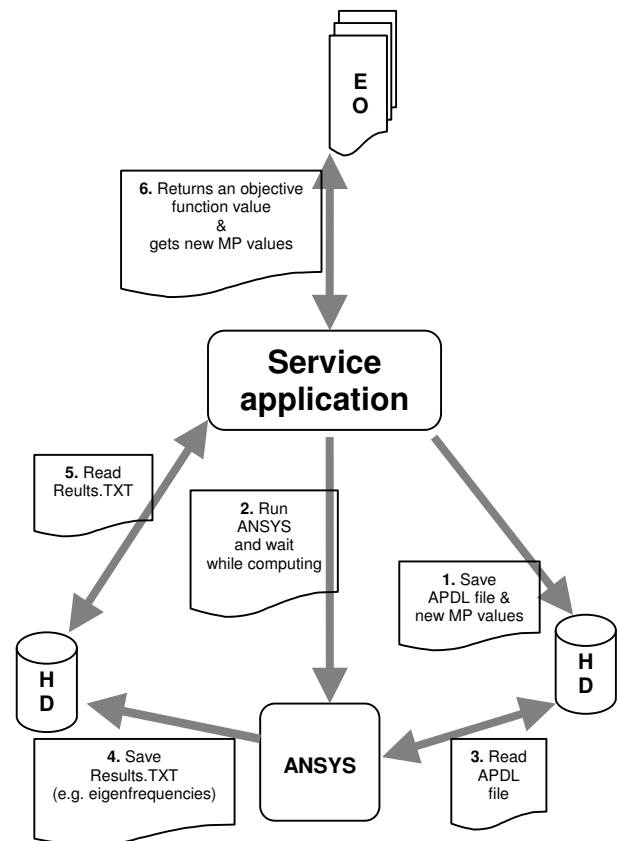 E
O
6. Returns an objective
function value
&
gets new MP values
Service
application
5. Read
Reults.TXT
2. Run
ANSYS
and wait
while computing
1. Save
APDL file &
new MP values
H
D
H
D
ANSYS
4. Save
Results.TXT
(e.g. eigenfrequencies)
3. Read
APDL
file